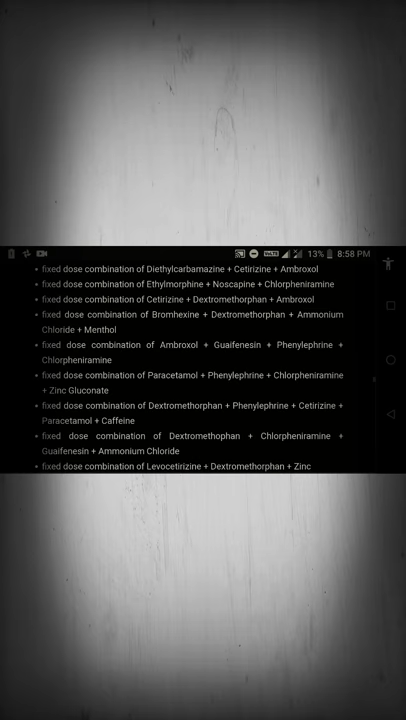 VoLTE 13% 8:58 PM
• fixed dose combination of Diethylcarbamazine + Cetirizine + Ambroxol
• fixed dose combination of Ethylmorphine + Noscapine + Chlorpheniramine
• fixed dose combination of Cetirizine + Dextromethorphan + Ambroxol
• fixed dose combination of Bromhexine + Dextromethorphan + Ammonium
Chloride + Menthol
• fixed dose combination of Ambroxol + Guaifenesin + Phenylephrine +
Chlorpheniramine
• fixed dose combination of Paracetamol + Phenylephrine + Chlorpheniramine
+ Zinc Gluconate
• fixed dose combination of Dextromethorphan + Phenylephrine + Cetirizine +
Paracetamol + Caffeine
• fixed dose combination of Dextromethophan + Chlorpheniramine +
Guaifenesin + Ammonium Chloride
• fixed dose combination of Levocetirizine + Dextromethorphan + Zinc